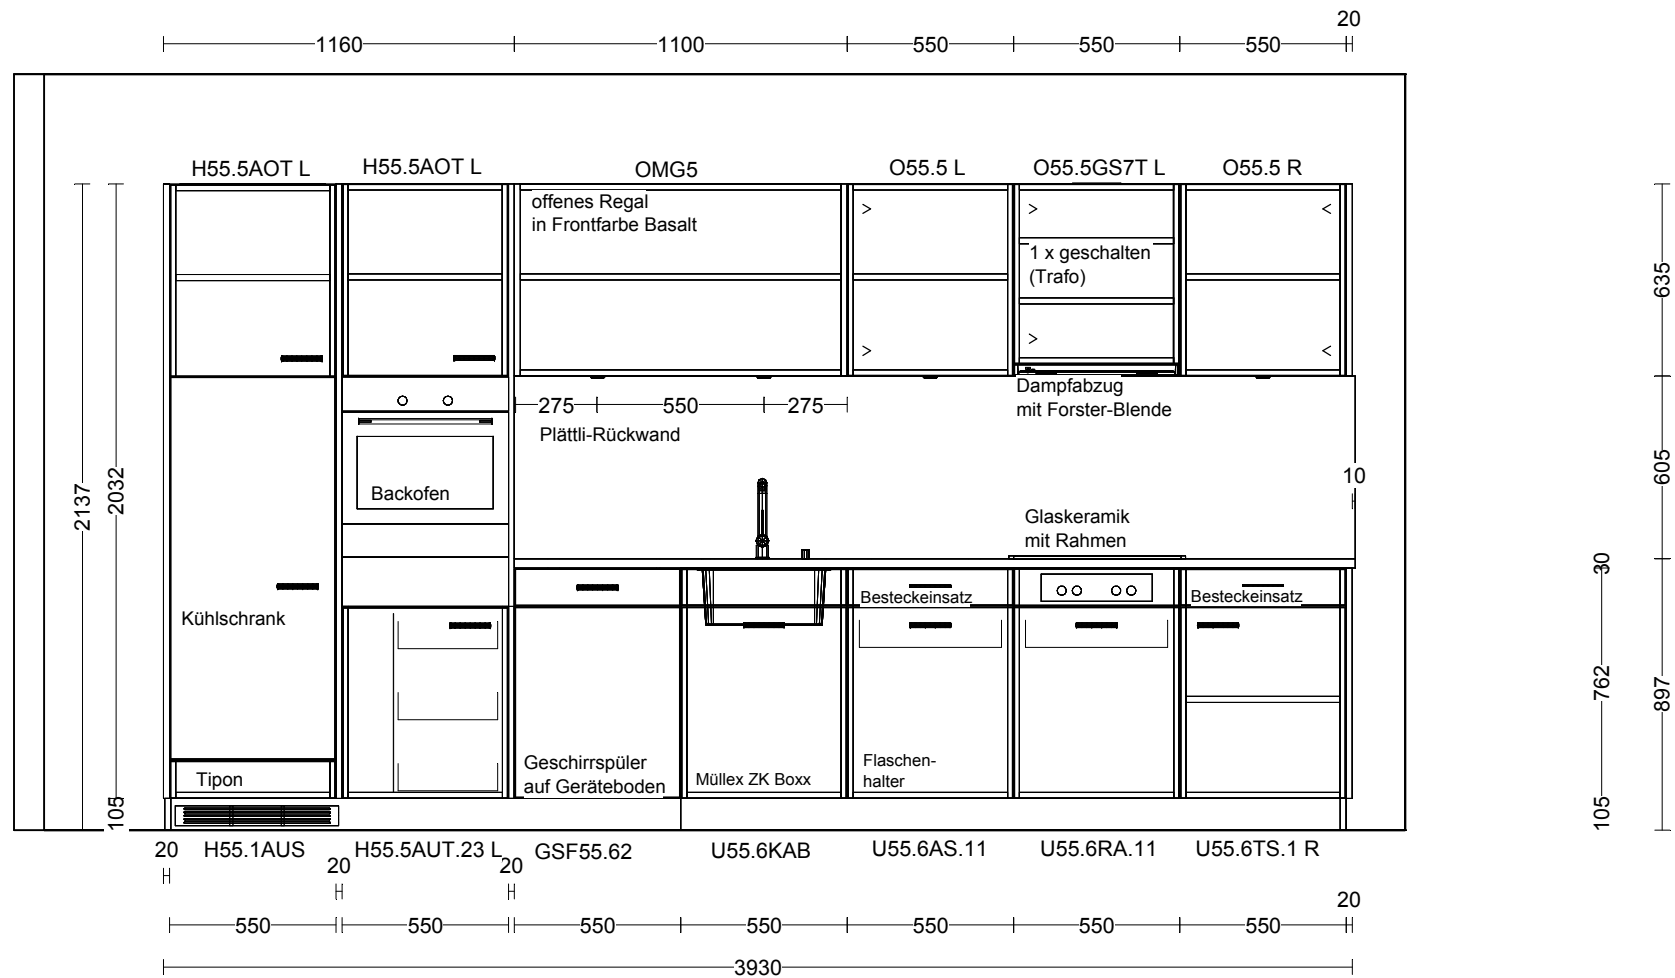 20
1160
1100
550
550
550
H55.5AOT L
H55.5AOT L
OMG5
O55.5 L
O55.5GS7T L
O55.5 R
offenes Regal
in Frontfarbe Basalt
>
>
<
1 x geschalten
(Trafo)
635
>
>
<
Dampfabzug
mit Forster-Blende
275
550
275
Plättli-Rückwand
2137
2032
Backofen
605
10
Glaskeramik
mit Rahmen
30
Besteckeinsatz
Besteckeinsatz
Kühlschrank
762
897
Tipon
Geschirrspüler
auf Geräteboden
Müllex ZK Boxx
Flaschen-
halter
105
105
20
H55.1AUS
20
H55.5AUT.23 L
20
GSF55.62
U55.6KAB
U55.6AS.11
U55.6RA.11
U55.6TS.1 R
20
550
550
550
550
550
550
550
3930